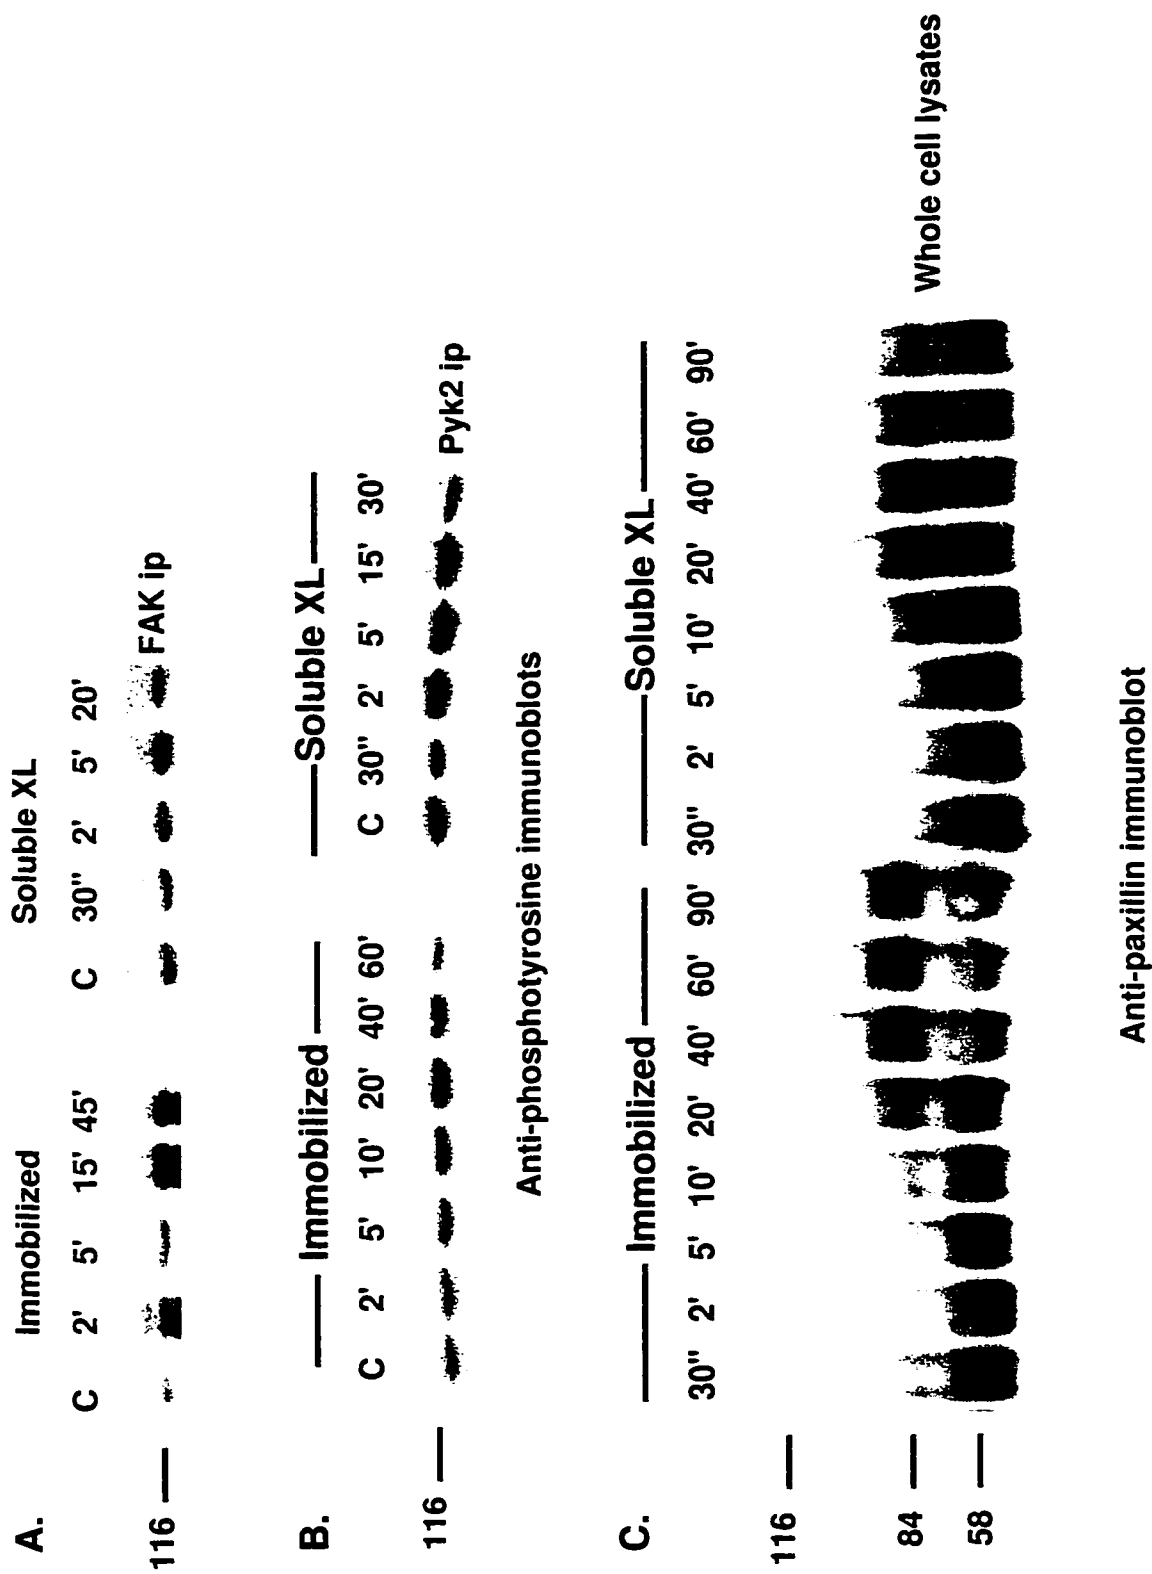 A.
Immobilized Soluble XL
C 2' 5' 15' 45' C 30" 2' 5' 20'
116 FAK ip
B.
Immobilized Soluble XL
C 2' 5' 10' 20' 40' 60' C 30" 2' 5' 15' 30'
116 Pyk2 ip
Anti-phosphotyrosine immunoblots
C.
Immobilized Soluble XL
30" 2' 5' 10' 20' 40' 60' 90' 30" 2' 5' 10' 20' 40' 60' 90'
116
84 Whole cell lysates
58
Anti-paxillin immunoblot